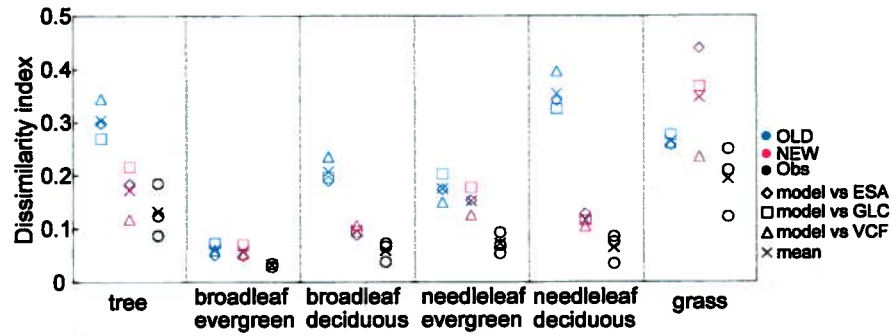 Dissimilarity index
0.5
0.4
0.3
0.2
0.1
0
tree
broadleaf
evergreen
broadleaf
deciduous
needleleaf
evergreen
needleleaf
deciduous
grass
OLD
NEW
Obs
model vs ESA
model vs GLC
model vs VCF
mean